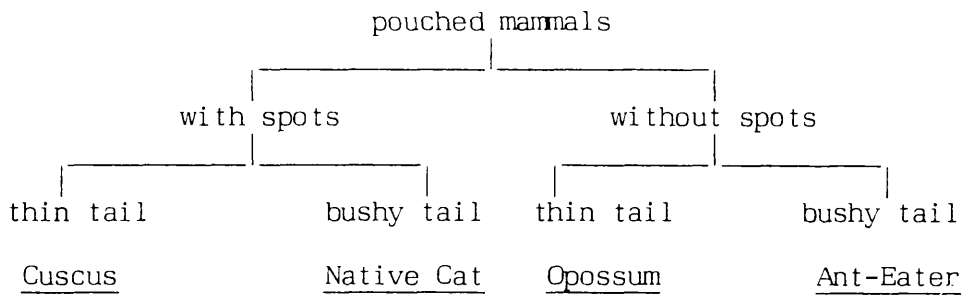 pouched mammals
with spots without spots
thin tail bushy tail thin tail bushy tail
Cuscus Native Cat Opossum Ant-Eater